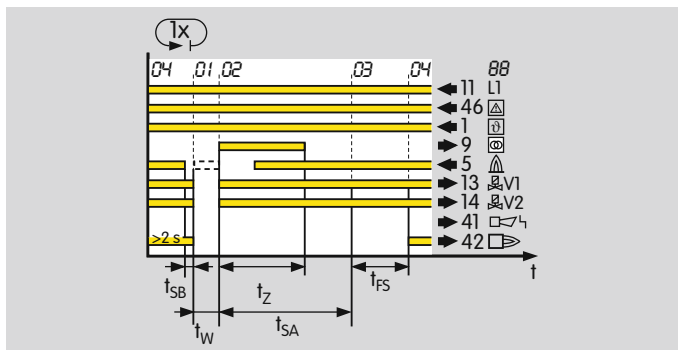 1x
04 01 02 03 04 88
11 L1
46
1 ϑ
9
5
13 V1
14 V2
41
>2 s 42
t
tSB tZ tFS
tW tSA